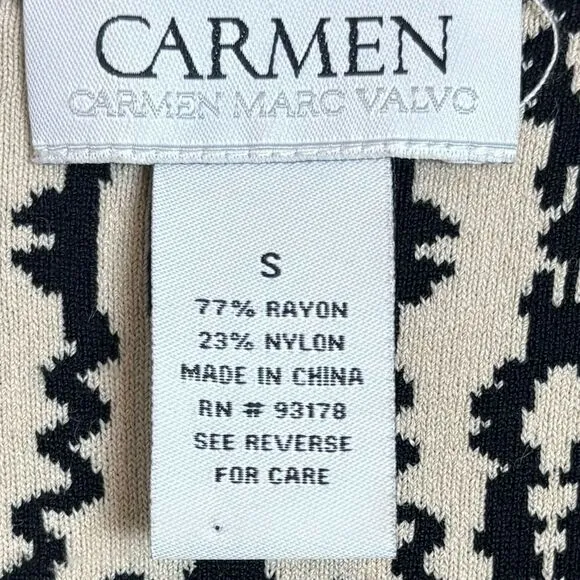 CARMEN
CARMEN MARC VALVO
S
77% RAYON
23% NYLON
MADE IN CHINA
RN # 93178
SEE REVERSE
FOR CARE